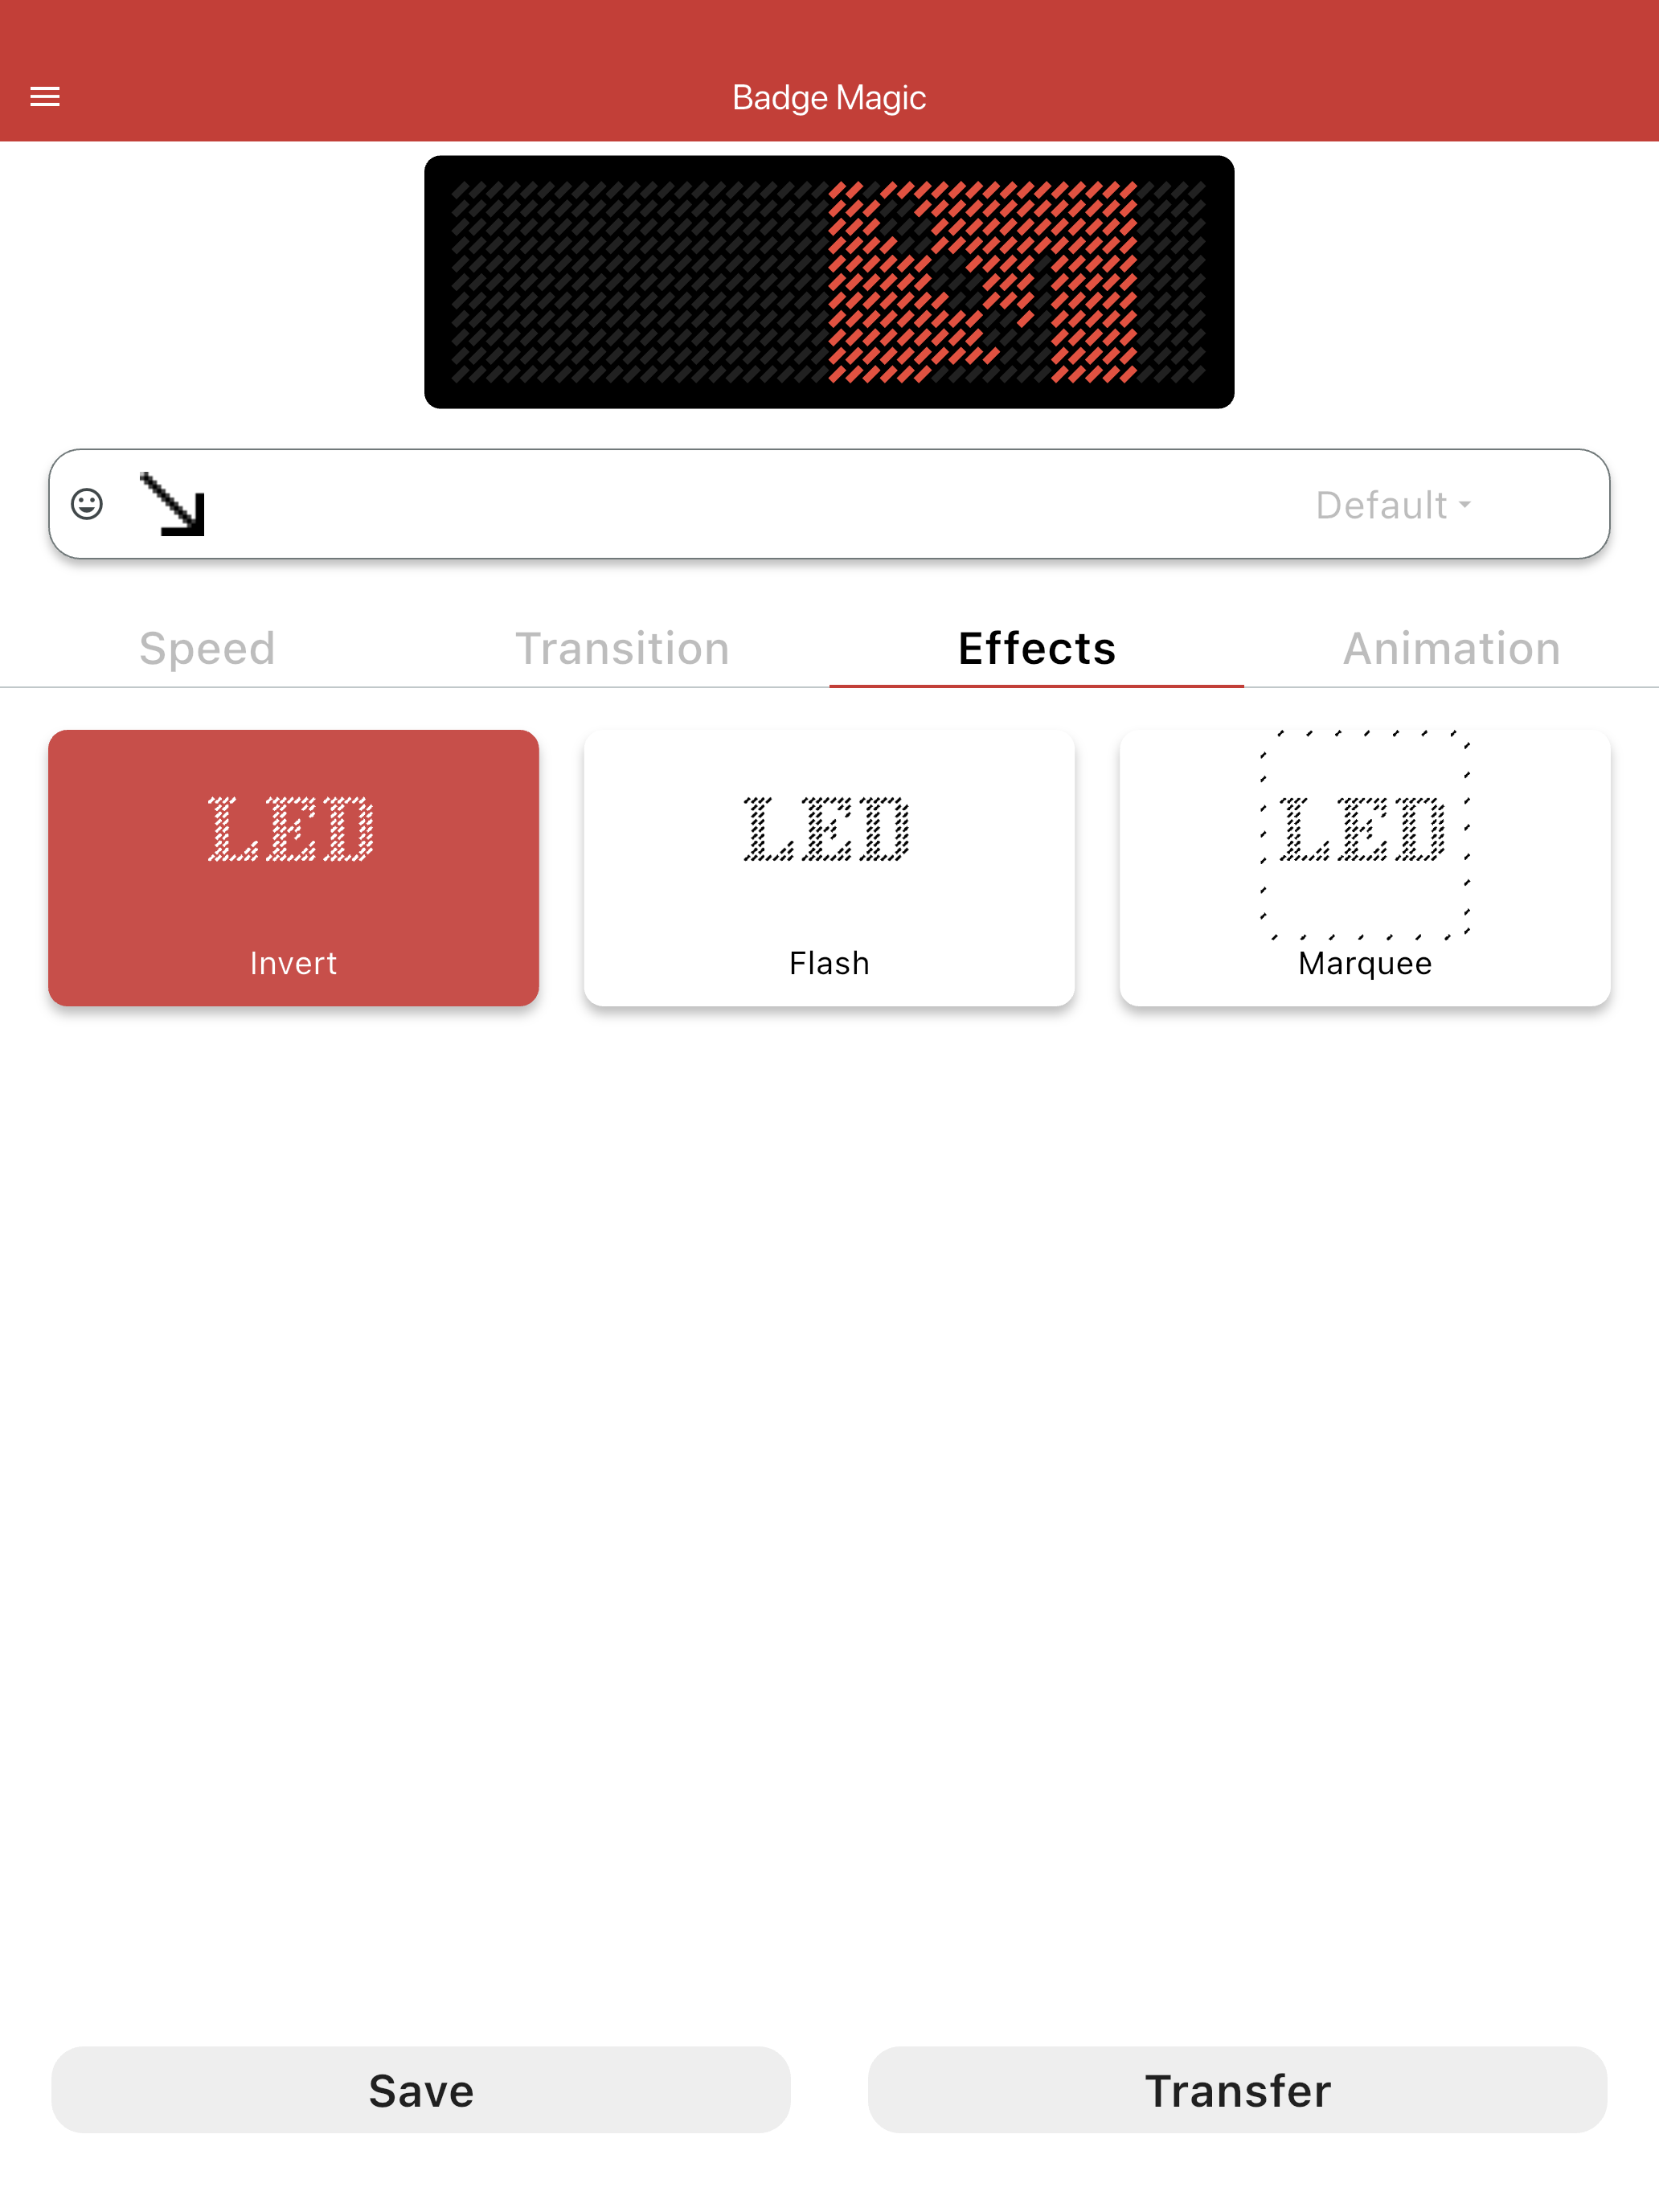 Badge Magic
Default
Speed Transition Effects Animation
LED LED LED
Invert Flash Marquee
Save Transfer